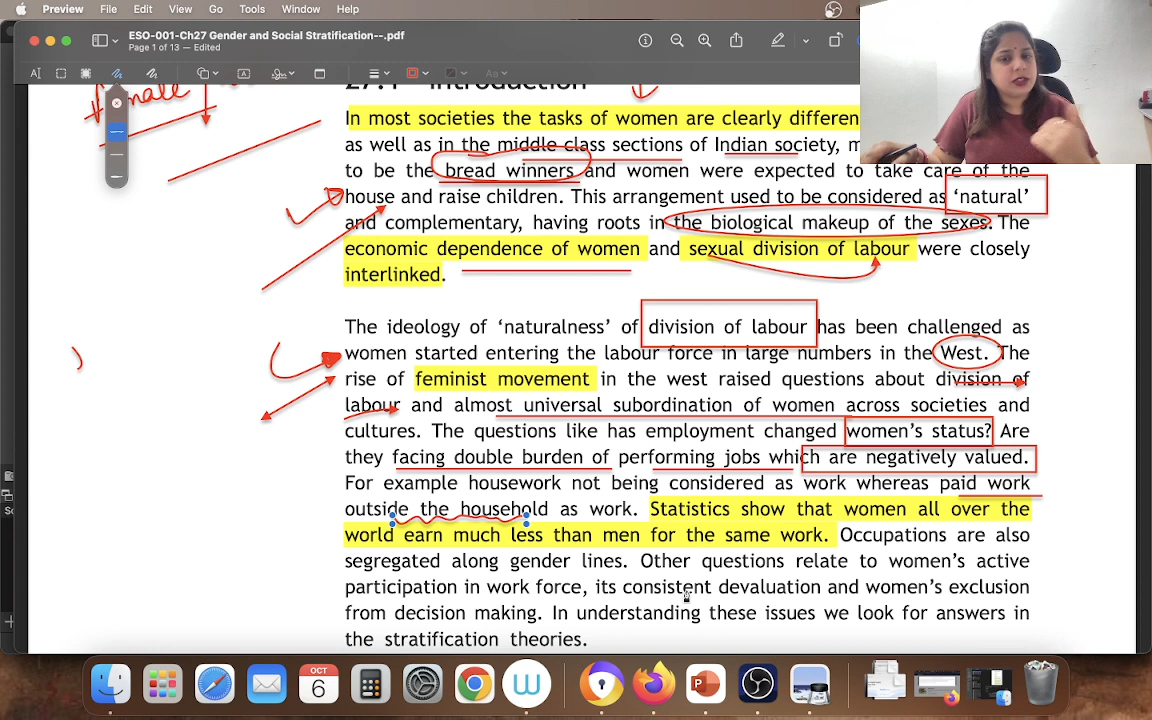 Preview File Edit View Go Tools Window Help
ESO-001-Ch27 Gender and Social Stratification--.pdf
Page 1 of 13 – Edited
27.1 Introduction
In most societies the tasks of women are clearly
as well as in the middle class sections of Indian society,
to be the bread winners and women were expected to take care of the
house and raise children. This arrangement used to be considered as ‘natural’
and complementary, having roots in the biological makeup of the sexes. The
economic dependence of women and sexual division of labour were closely
interlinked.
The ideology of ‘naturalness’ of division of labour has been challenged as
women started entering the labour force in large numbers in the West. The
rise of feminist movement in the west raised questions about division of
labour and almost universal subordination of women across societies and
cultures. The questions like has employment changed women’s status? Are
they facing double burden of performing jobs which are negatively valued.
For example housework not being considered as work whereas paid work
outside the household as work. Statistics show that women all over the
world earn much less than men for the same work. Occupations are also
segregated along gender lines. Other questions relate to women’s active
participation in work force, its consistent devaluation and women’s exclusion
from decision making. In understanding these issues we look for answers in
the stratification theories.
OCT
6